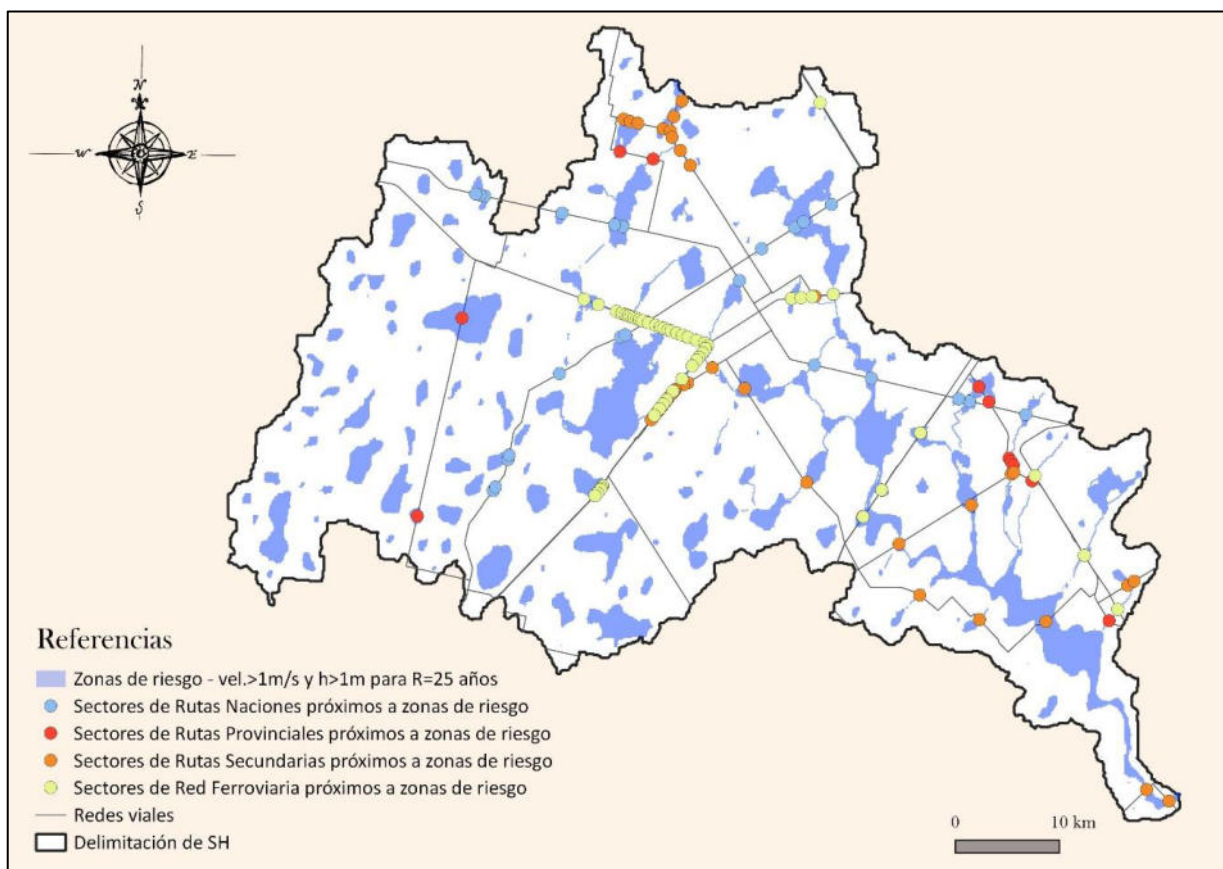 N
W
E
S
Referencias
Zonas de riesgo - vel.>1m/s y h>1m para R=25 años
Sectores de Rutas Naciones próximos a zonas de riesgo
Sectores de Rutas Provinciales próximos a zonas de riesgo
Sectores de Rutas Secundarias próximos a zonas de riesgo
Sectores de Red Ferroviaria próximos a zonas de riesgo
Redes viales
Delimitación de SH
0 10 km